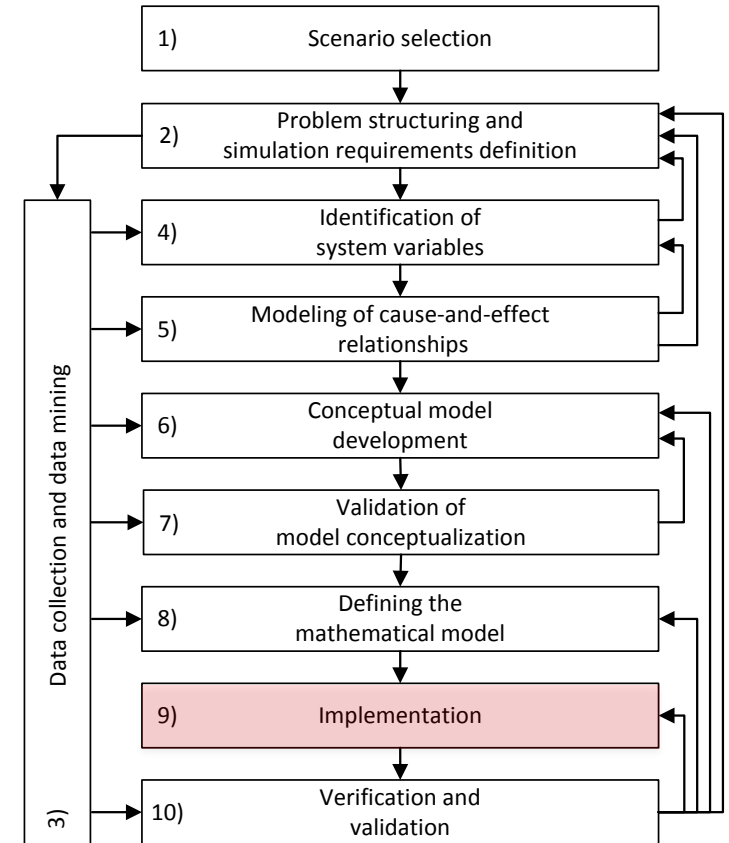 1) Scenario selection
2) Problem structuring and
simulation requirements definition
3) Data collection and data mining
4) Identification of
system variables
5) Modeling of cause-and-effect
relationships
6) Conceptual model
development
7) Validation of
model conceptualization
8) Defining the
mathematical model
9) Implementation
10) Verification and
validation